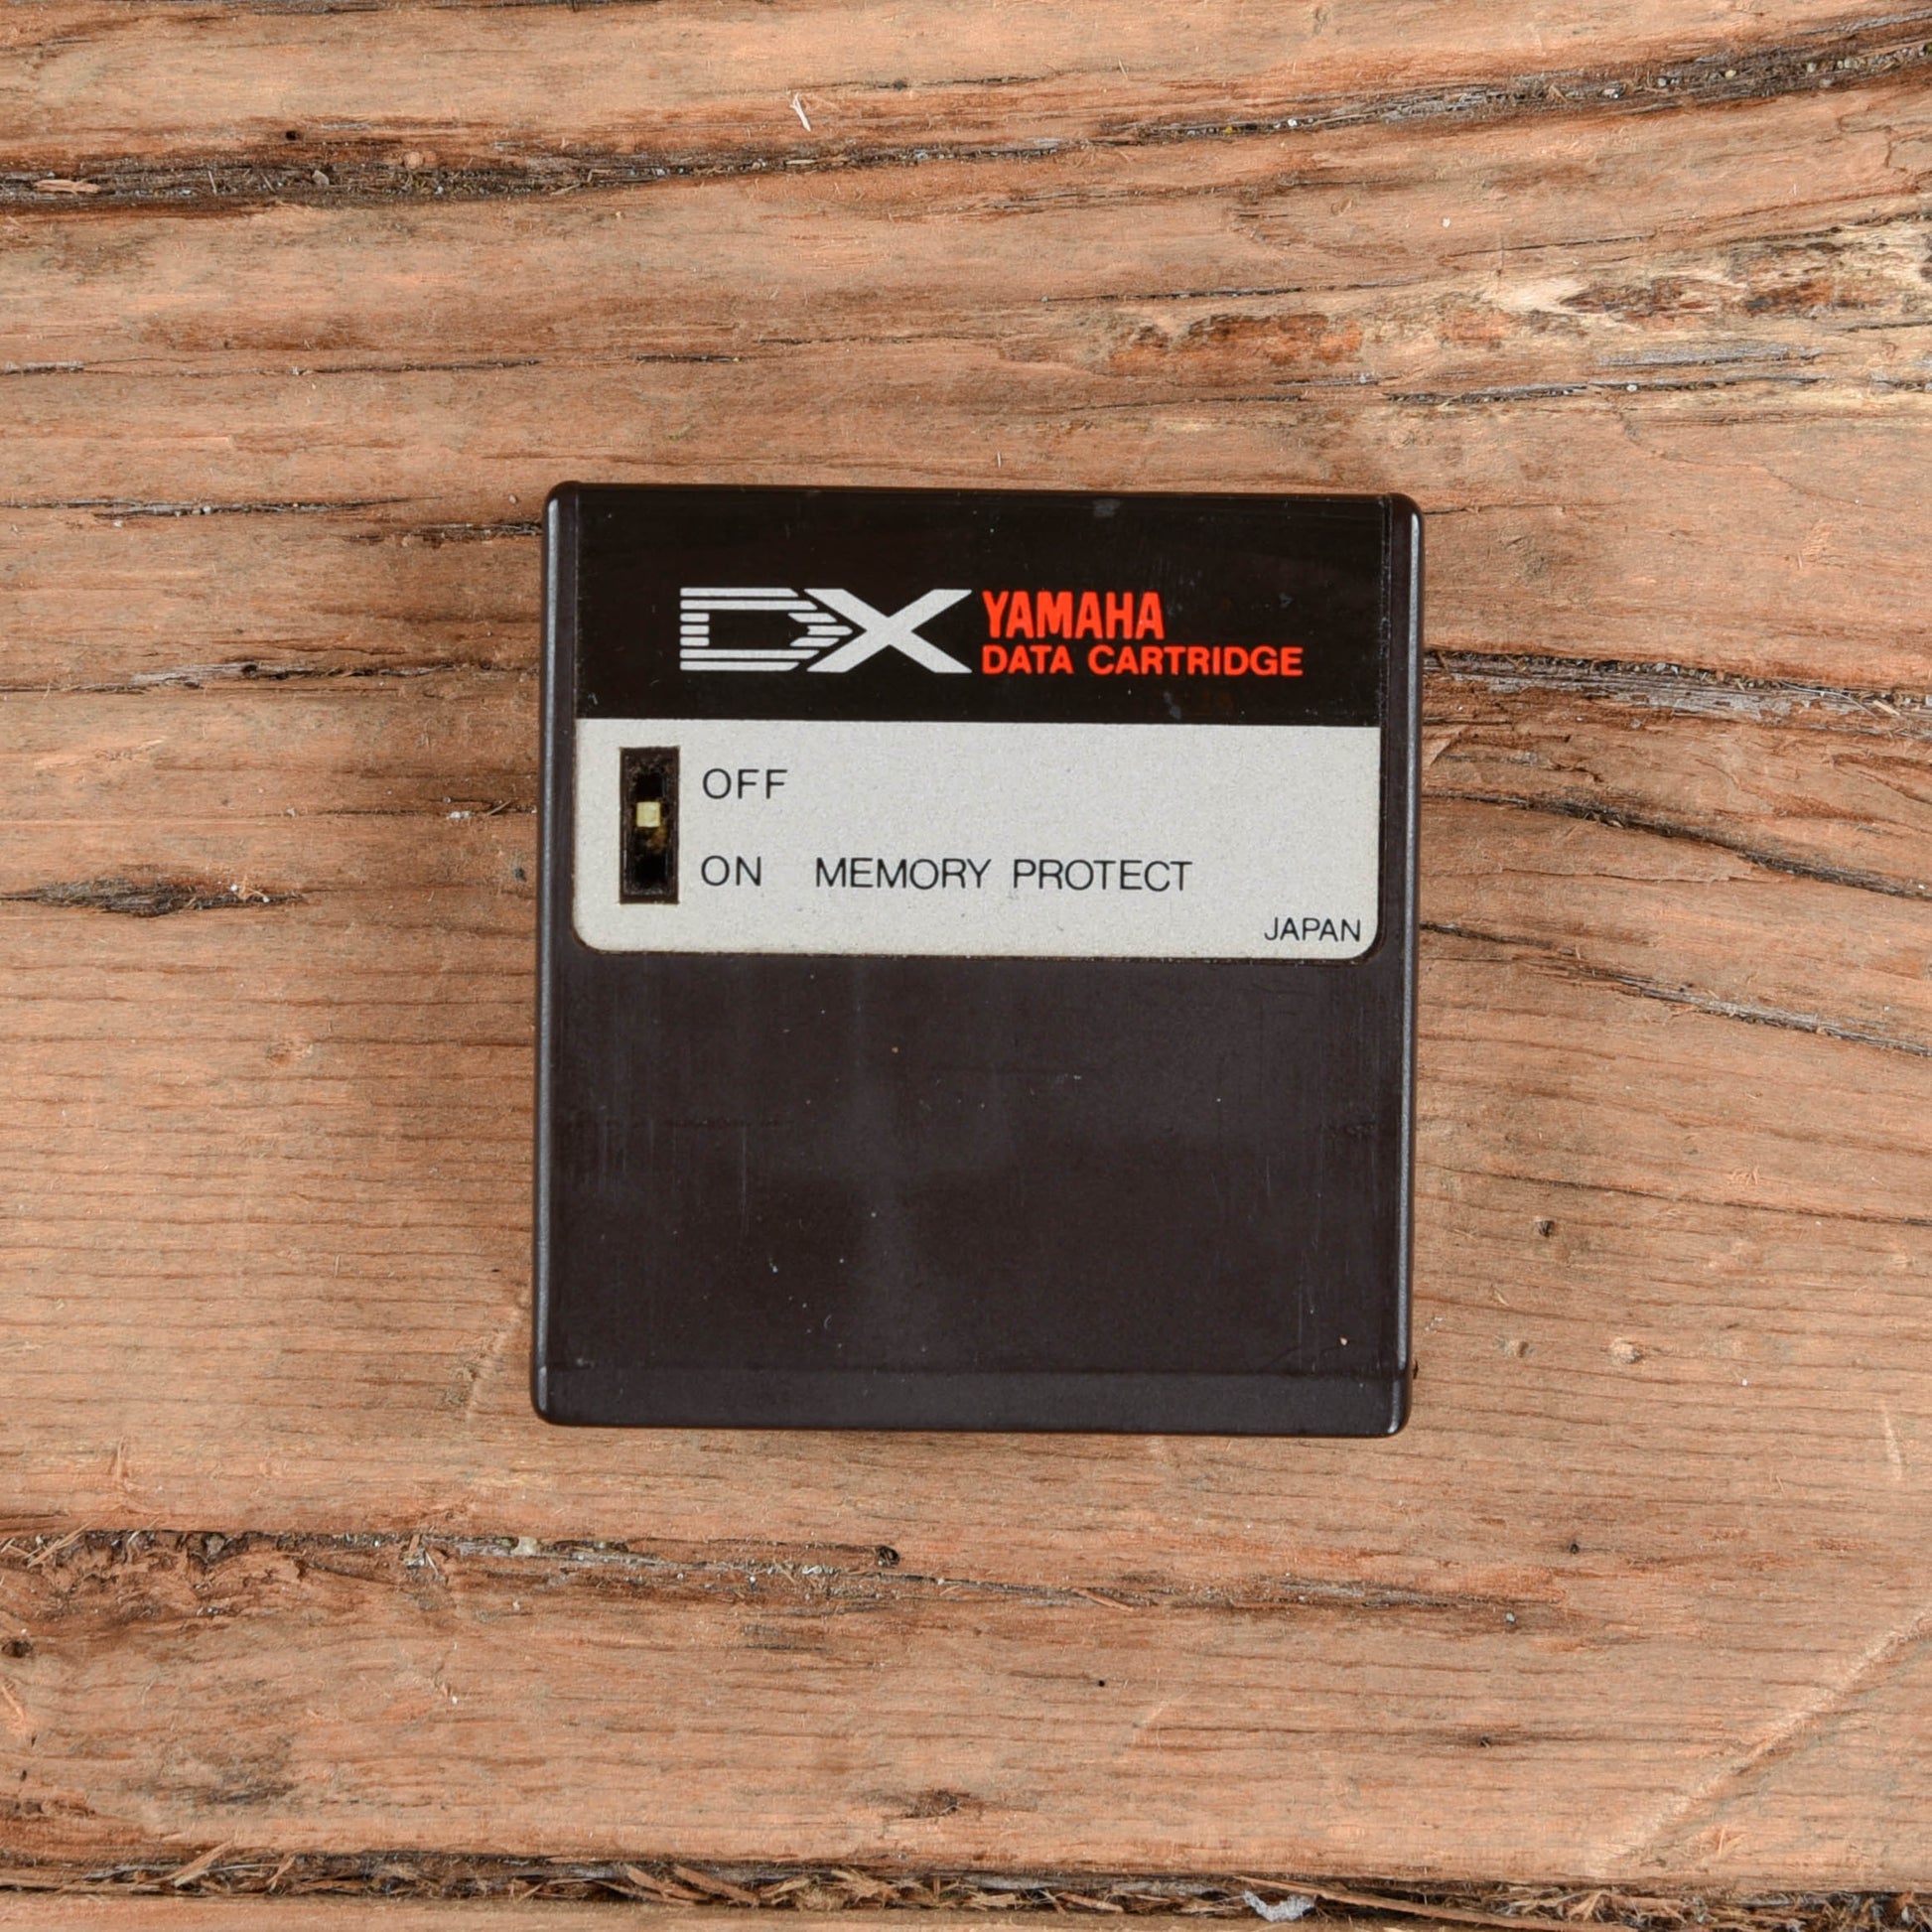 DX YAMAHA
DATA CARTRIDGE
OFF
ON MEMORY PROTECT
JAPAN